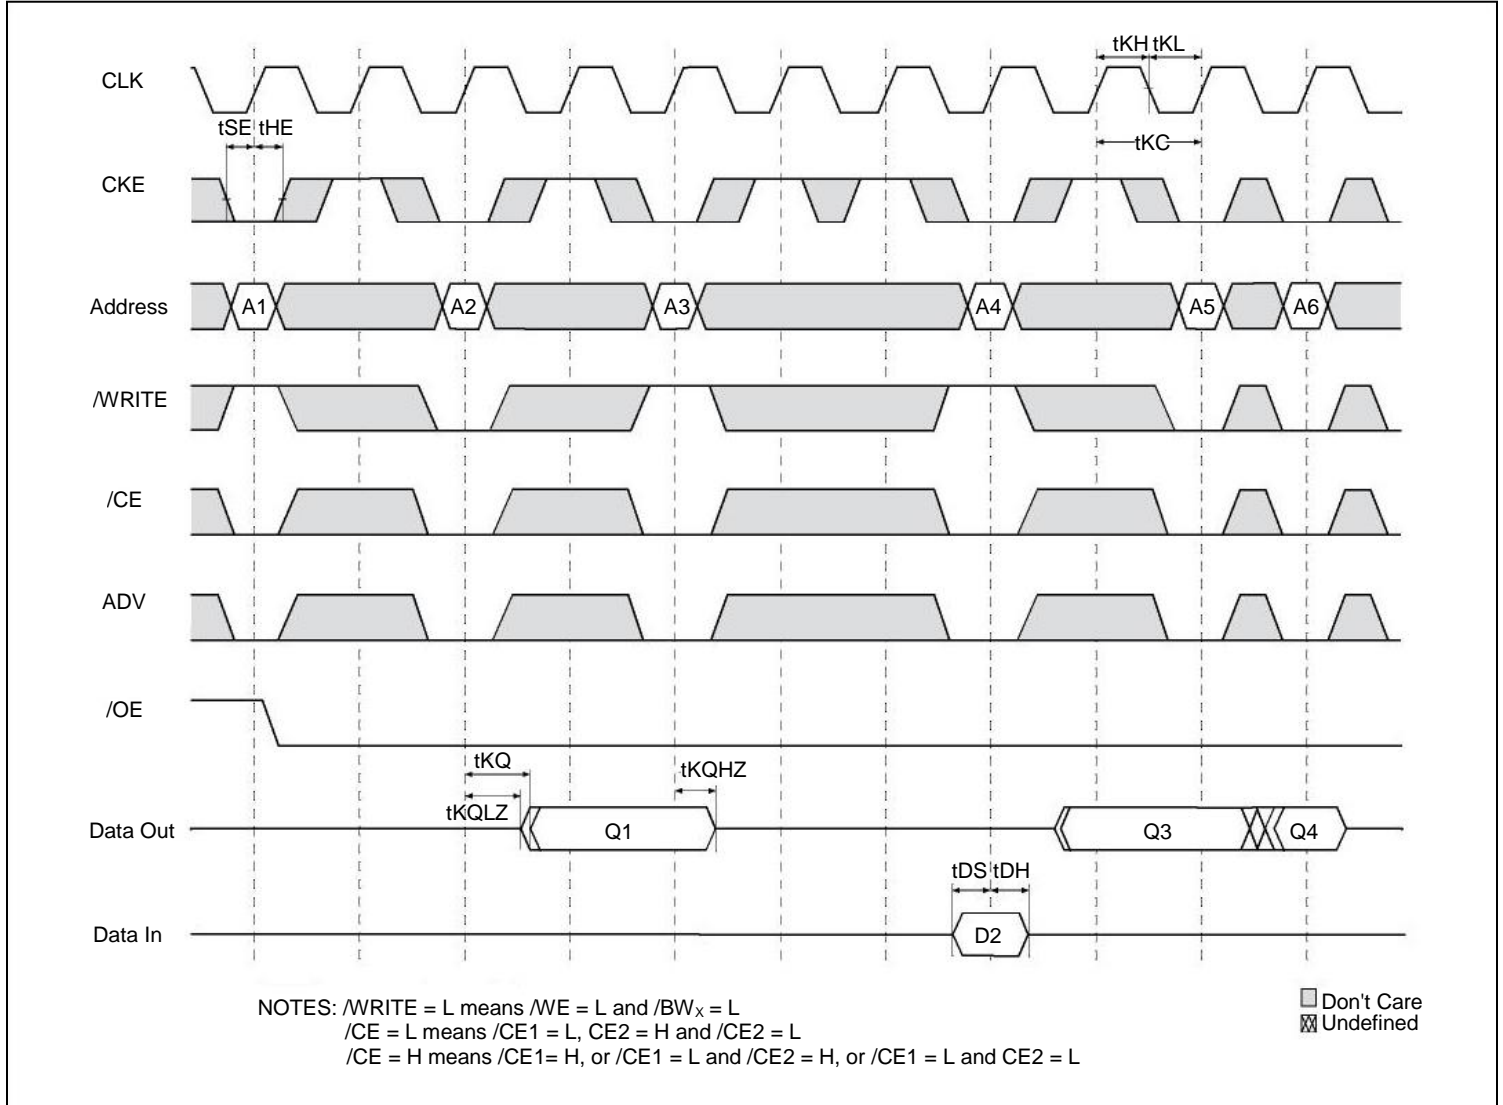 tKH tKL
CLK
tSE tHE
tKC
CKE
Address A1 A2 A3 A4 A5 A6
/WRITE
/CE
ADV
/OE
tKQ
tKQHZ
tKQLZ
Data Out Q1 Q3 Q4
tDS tDH
Data In D2
NOTES: /WRITE = L means /WE = L and /BWX = L
/CE = L means /CE1 = L, CE2 = H and /CE2 = L
/CE = H means /CE1= H, or /CE1 = L and /CE2 = H, or /CE1 = L and CE2 = L
Don't Care
Undefined